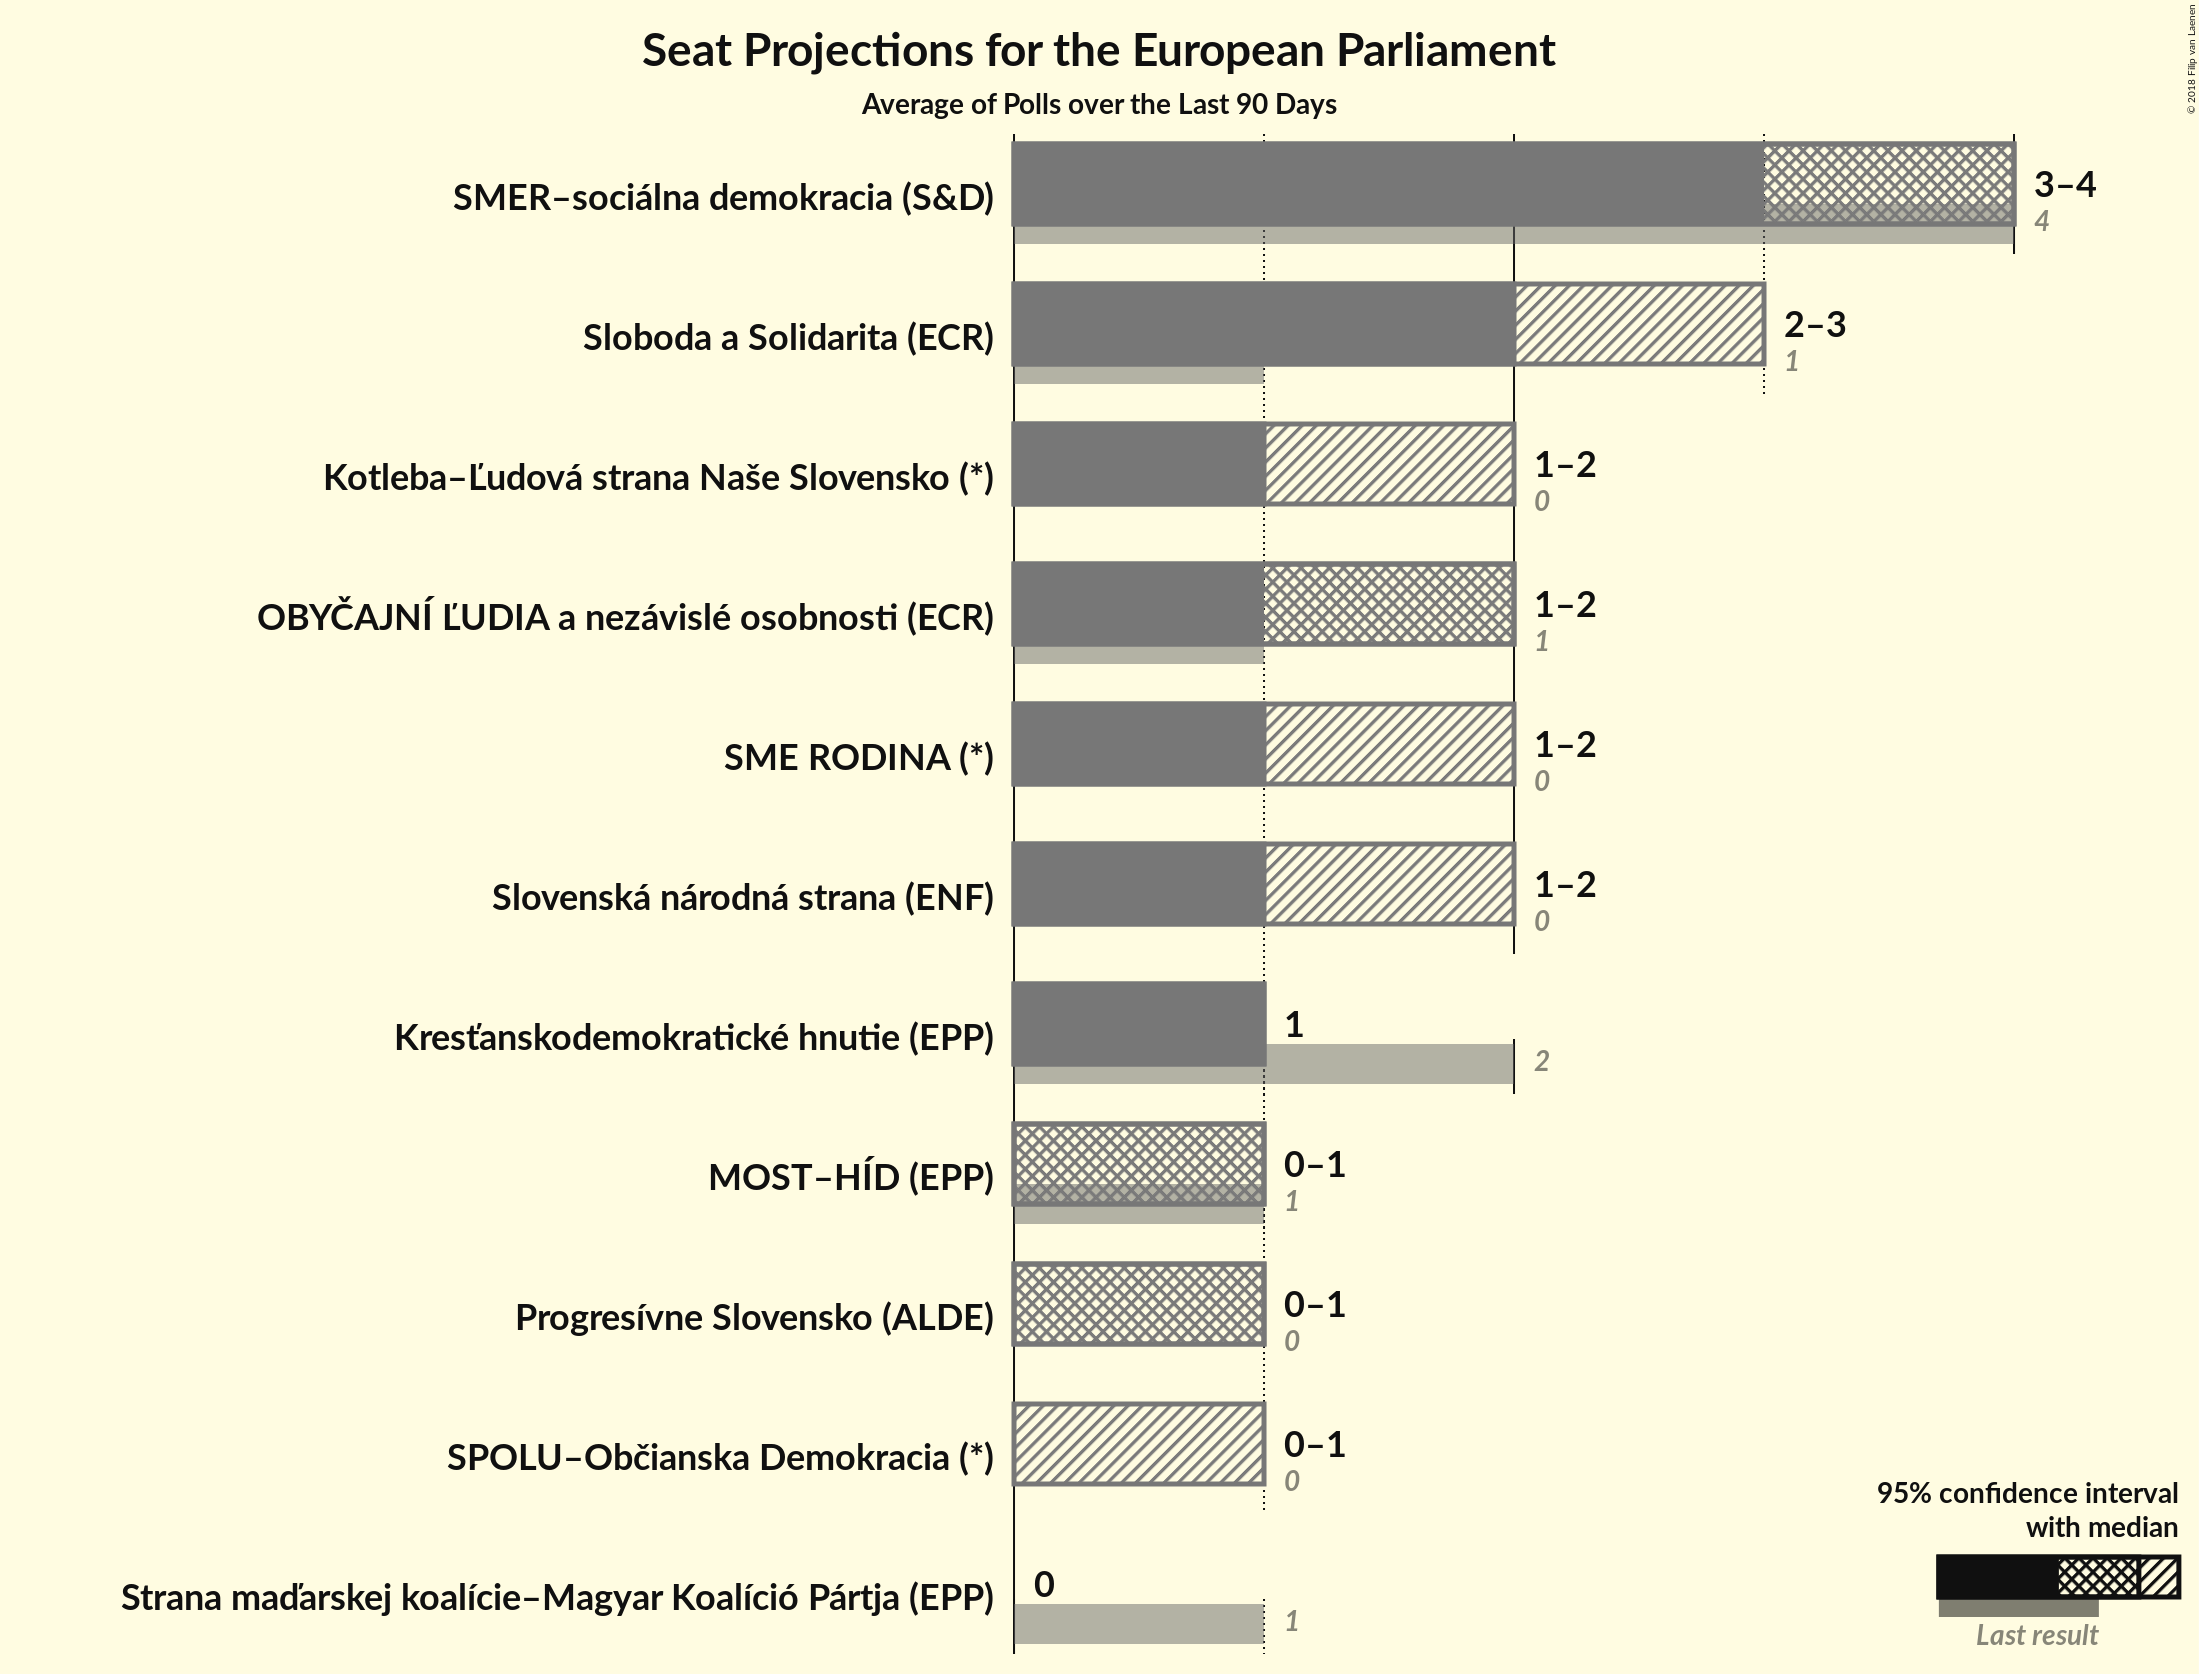 Seat Projections for the European Parliament
Average of Polls over the Last 90 Days
© 2018 Filip van Laenen
SMER–sociálna demokracia (S&D)
3–4
4
Sloboda a Solidarita (ECR)
2–3
1
Kotleba–Ľudová strana Naše Slovensko (*)
1–2
0
OBYČAJNÍ ĽUDIA a nezávislé osobnosti (ECR)
1–2
1
SME RODINA (*)
1–2
0
Slovenská národná strana (ENF)
1–2
0
Kresťanskodemokratické hnutie (EPP)
1
2
MOST–HÍD (EPP)
0–1
1
Progresívne Slovensko (ALDE)
0–1
0
SPOLU–Občianska Demokracia (*)
0–1
0
Strana maďarskej koalície–Magyar Koalíció Pártja (EPP)
0
1
95% confidence interval
with median
Last result